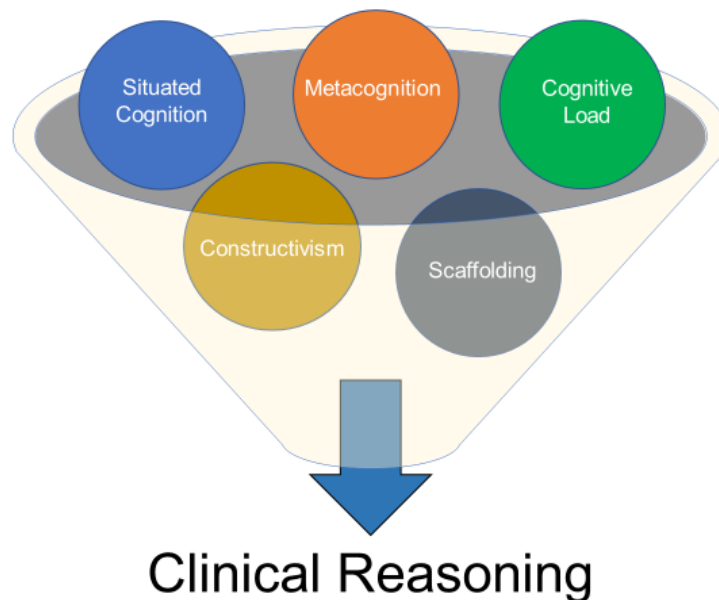 Situated
Cognition
Metacognition
Cognitive
Load
Constructivism
Scaffolding
Clinical Reasoning